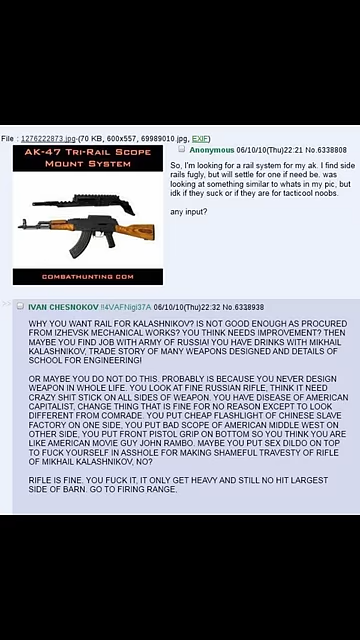 File : 1276222873.jpg-(70 KB, 600x557, 69989010.jpg, EXIF)
AK-47 Tri-Rail Scope
Mount System
COMBATHUNTING.COM
Anonymous 06/10/10(Thu)22:21 No.6338808
So, I'm looking for a rail system for my ak. I find side
rails fugly, but will settle for one if need be. was
looking at something similar to whats in my pic, but
idk if they suck or if they are for tacticool noobs.
any input?
>> IVAN CHESNOKOV !!4VAFNigi37A 06/10/10(Thu)22:32 No.6338938
WHY YOU WANT RAIL FOR KALASHNIKOV? IS NOT GOOD ENOUGH AS PROCURED
FROM IZHEVSK MECHANICAL WORKS? YOU THINK NEEDS IMPROVEMENT? THEN
MAYBE YOU FIND JOB WITH ARMY OF RUSSIA! YOU HAVE DRINKS WITH MIKHAIL
KALASHNIKOV, TRADE STORY OF MANY WEAPONS DESIGNED AND DETAILS OF
SCHOOL FOR ENGINEERING!
OR MAYBE YOU DO NOT DO THIS. PROBABLY IS BECAUSE YOU NEVER DESIGN
WEAPON IN WHOLE LIFE. YOU LOOK AT FINE RUSSIAN RIFLE, THINK IT NEED
CRAZY SHIT STICK ON ALL SIDES OF WEAPON. YOU HAVE DISEASE OF AMERICAN
CAPITALIST, CHANGE THING THAT IS FINE FOR NO REASON EXCEPT TO LOOK
DIFFERENT FROM COMRADE. YOU PUT CHEAP FLASHLIGHT OF CHINESE SLAVE
FACTORY ON ONE SIDE, YOU PUT BAD SCOPE OF AMERICAN MIDDLE WEST ON
OTHER SIDE, YOU PUT FRONT PISTOL GRIP ON BOTTOM SO YOU THINK YOU ARE
LIKE AMERICAN MOVIE GUY JOHN RAMBO. MAYBE YOU PUT SEX DILDO ON TOP
TO FUCK YOURSELF IN ASSHOLE FOR MAKING SHAMEFUL TRAVESTY OF RIFLE
OF MIKHAIL KALASHNIKOV, NO?
RIFLE IS FINE. YOU FUCK IT, IT ONLY GET HEAVY AND STILL NO HIT LARGEST
SIDE OF BARN. GO TO FIRING RANGE.